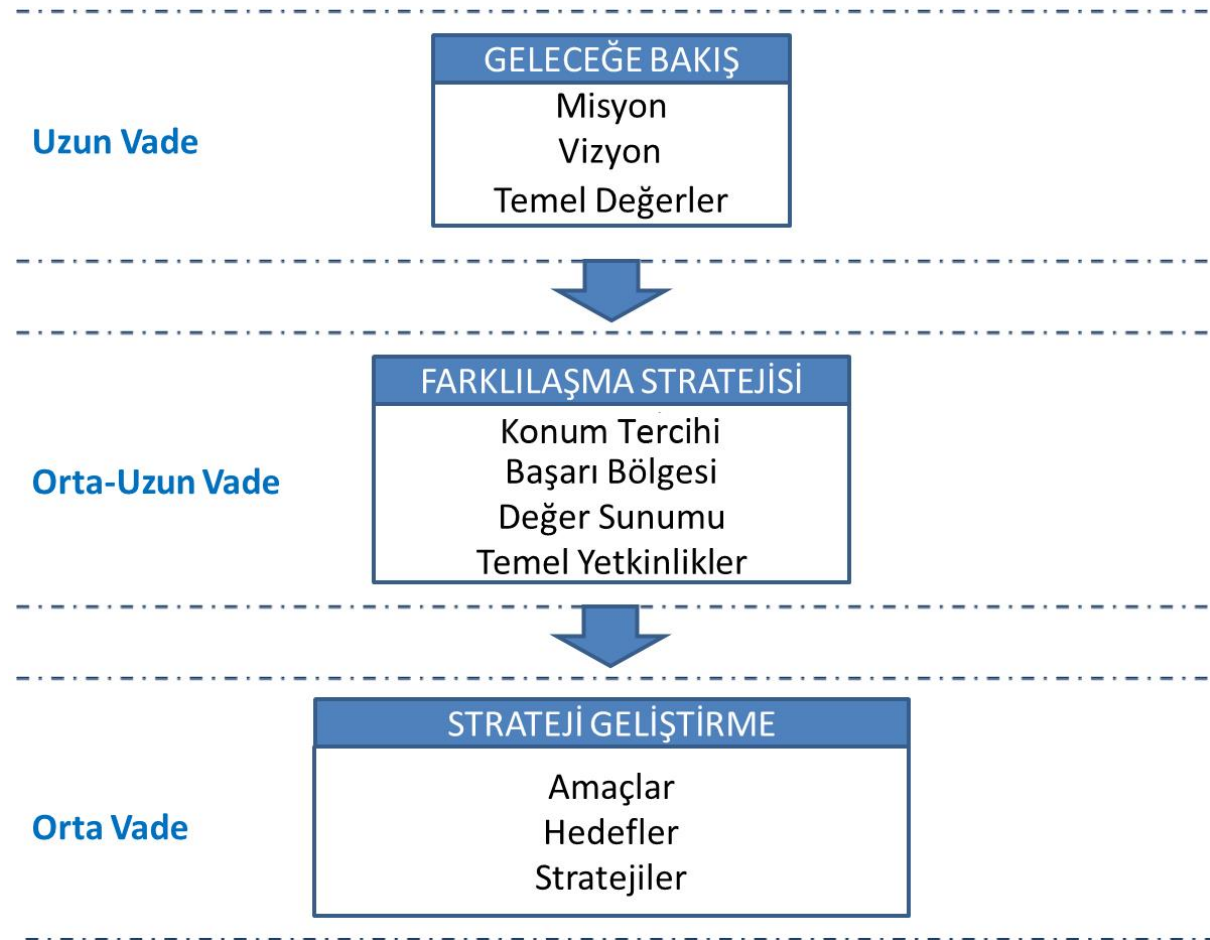 GELECEĞE BAKIŞ
Misyon
Uzun Vade
Vizyon
Temel Değerler
FARKLILAŞMA STRATEJİSİ
Konum Tercihi
Başarı Bölgesi
Orta-Uzun Vade
Değer Sunumu
Temel Yetkinlikler
STRATEJİ GELİŞTİRME
Amaçlar
Orta Vade
Hedefler
Stratejiler